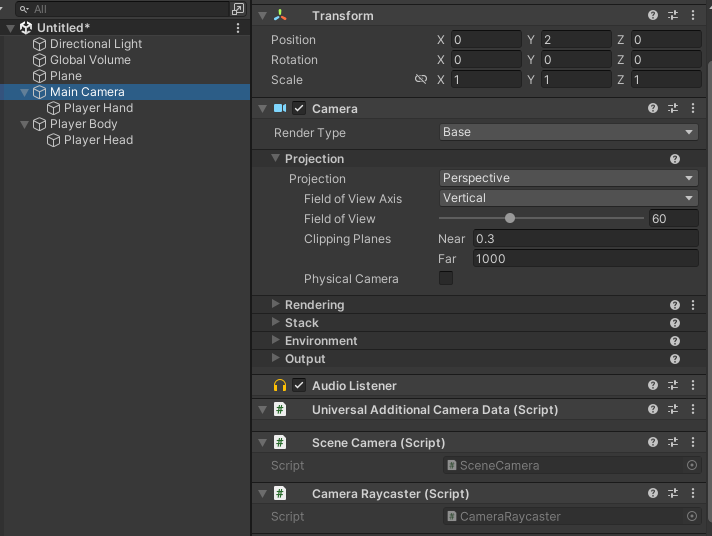 All
Untitled*
Directional Light
Global Volume
Plane
Main Camera
Player Hand
Player Body
Player Head
Transform
Position X 0 Y 2 Z 0
Rotation X 0 Y 0 Z 0
Scale X 1 Y 1 Z 1
Camera
Render Type Base
Projection
Projection Perspective
Field of View Axis Vertical
Field of View 60
Clipping Planes Near 0.3
Far 1000
Physical Camera
Rendering
Stack
Environment
Output
Audio Listener
# Universal Additional Camera Data (Script)
# Scene Camera (Script)
Script # SceneCamera
# Camera Raycaster (Script)
Script # CameraRaycaster